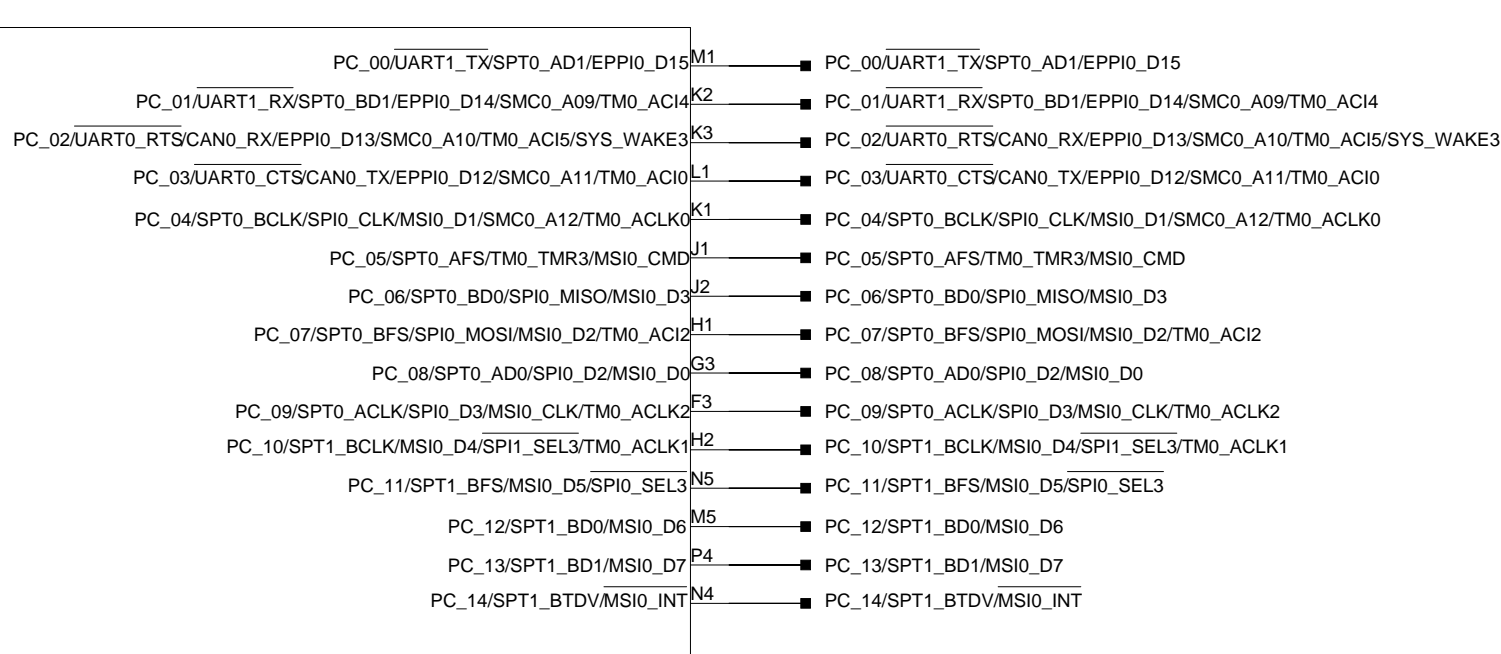 PC_00/UART1_TX/SPT0_AD1/EPPI0_D15 M1 PC_00/UART1_TX/SPT0_AD1/EPPI0_D15
PC_01/UART1_RX/SPT0_BD1/EPPI0_D14/SMC0_A09/TM0_ACI4 K2 PC_01/UART1_RX/SPT0_BD1/EPPI0_D14/SMC0_A09/TM0_ACI4
PC_02/UART0_RTS/CAN0_RX/EPPI0_D13/SMC0_A10/TM0_ACI5/SYS_WAKE3 K3 PC_02/UART0_RTS/CAN0_RX/EPPI0_D13/SMC0_A10/TM0_ACI5/SYS_WAKE3
PC_03/UART0_CTS/CAN0_TX/EPPI0_D12/SMC0_A11/TM0_ACI0 L1 PC_03/UART0_CTS/CAN0_TX/EPPI0_D12/SMC0_A11/TM0_ACI0
PC_04/SPT0_BCLK/SPI0_CLK/MSI0_D1/SMC0_A12/TM0_ACLK0 K1 PC_04/SPT0_BCLK/SPI0_CLK/MSI0_D1/SMC0_A12/TM0_ACLK0
PC_05/SPT0_AFS/TM0_TMR3/MSI0_CMD J1 PC_05/SPT0_AFS/TM0_TMR3/MSI0_CMD
PC_06/SPT0_BD0/SPI0_MISO/MSI0_D3 J2 PC_06/SPT0_BD0/SPI0_MISO/MSI0_D3
PC_07/SPT0_BFS/SPI0_MOSI/MSI0_D2/TM0_ACI2 H1 PC_07/SPT0_BFS/SPI0_MOSI/MSI0_D2/TM0_ACI2
PC_08/SPT0_AD0/SPI0_D2/MSI0_D0 G3 PC_08/SPT0_AD0/SPI0_D2/MSI0_D0
PC_09/SPT0_ACLK/SPI0_D3/MSI0_CLK/TM0_ACLK2 F3 PC_09/SPT0_ACLK/SPI0_D3/MSI0_CLK/TM0_ACLK2
PC_10/SPT1_BCLK/MSI0_D4/SPI1_SEL3/TM0_ACLK1 H2 PC_10/SPT1_BCLK/MSI0_D4/SPI1_SEL3/TM0_ACLK1
PC_11/SPT1_BFS/MSI0_D5/SPI0_SEL3 N5 PC_11/SPT1_BFS/MSI0_D5/SPI0_SEL3
PC_12/SPT1_BD0/MSI0_D6 M5 PC_12/SPT1_BD0/MSI0_D6
PC_13/SPT1_BD1/MSI0_D7 P4 PC_13/SPT1_BD1/MSI0_D7
PC_14/SPT1_BTDV/MSI0_INT N4 PC_14/SPT1_BTDV/MSI0_INT